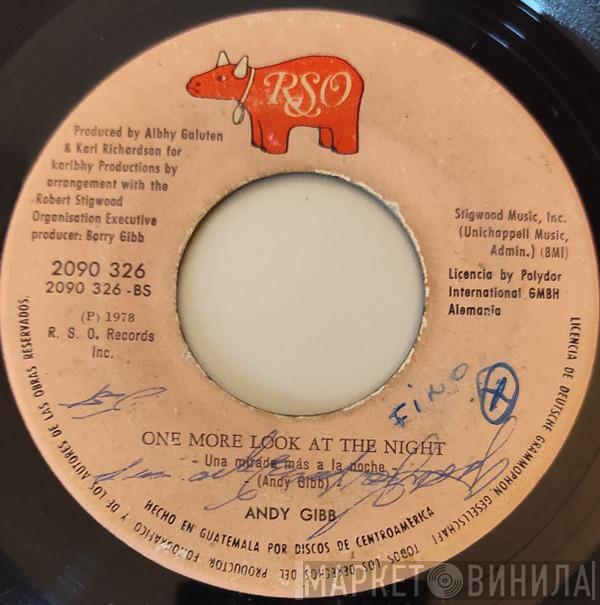 RSO
Produced by Albhy Galuten
& Karl Richardson for
karlbhy Productions by
arrangement with the
Robert Stigwood
Organisation Executive
producer: Barry Gibb
2090 326
2090 326 -BS
(P) 1978
R. S. O. Records
Inc.
Stigwood Music, Inc.
(Unichappell Music,
Admin.) (BMI)
Licencia by Polydor
International GMBH
Alemania
FINO
ONE MORE LOOK AT THE NIGHT
- Una mirada más a la noche -
(Andy Gibb)
ANDY GIBB
HECHO EN GUATEMALA POR DISCOS DE CENTROAMERICA
LICENCIA DE DEUTSCHE GRAMMOPHON GESELLSCHAFT
TODOS LOS DERECHOS DEL PRODUCTOR FONOGRAFICO Y DE LOS AUTORES DE LAS OBRAS RESERVADOS.
МАРКЕТ ВИНИЛА